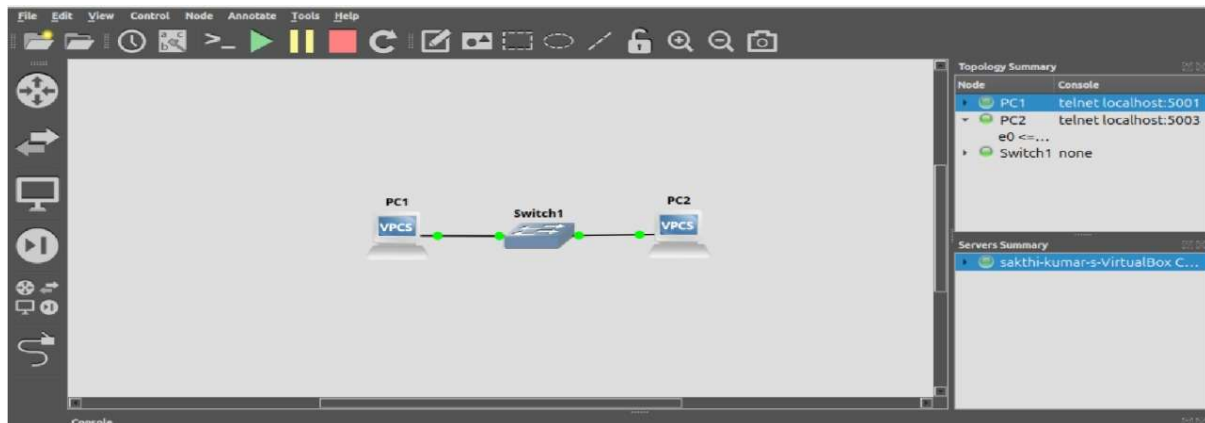 File Edit View Control Node Annotate Tools Help
Topology Summary
Node Console
PC1 telnet localhost:5001
PC2 telnet localhost:5003
e0 <=...
Switch1 none
PC1
VPCS
Switch1
PC2
VPCS
Servers Summary
sakthi-kumar-s-VirtualBox C...
Console